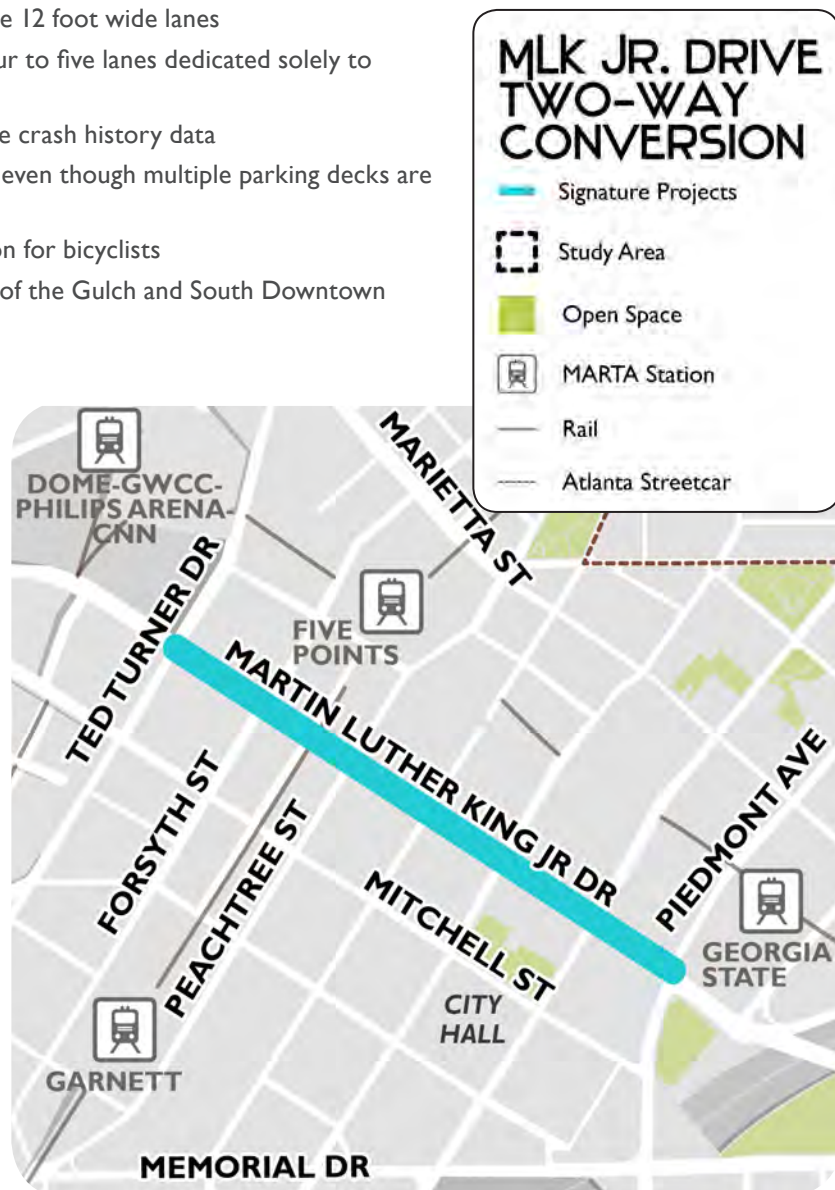 e 12 foot wide lanes
ur to five lanes dedicated solely to
e crash history data
even though multiple parking decks are
on for bicyclists
of the Gulch and South Downtown
MLK JR. DRIVE
TWO-WAY
CONVERSION
Signature Projects
Study Area
Open Space
MARTA Station
Rail
Atlanta Streetcar
DOME-GWCC-
PHILIPS ARENA-
CNN
MARIETTA ST
TED TURNER DR
FIVE
POINTS
MARTIN LUTHER KING JR DR
FORSYTH ST
PEACHTREE ST
MITCHELL ST
PIEDMONT AVE
GEORGIA
STATE
CITY
HALL
GARNETT
MEMORIAL DR